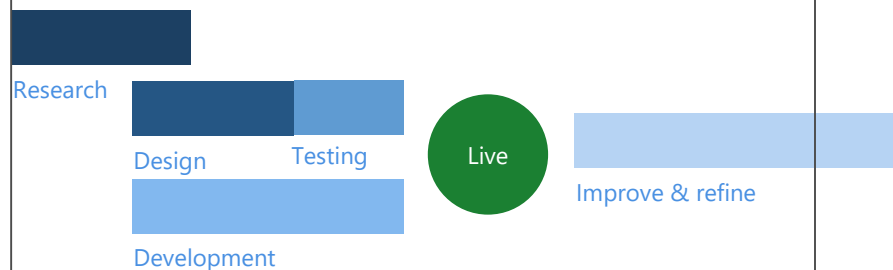 Research
Design
Testing
Live
Improve & refine
Development